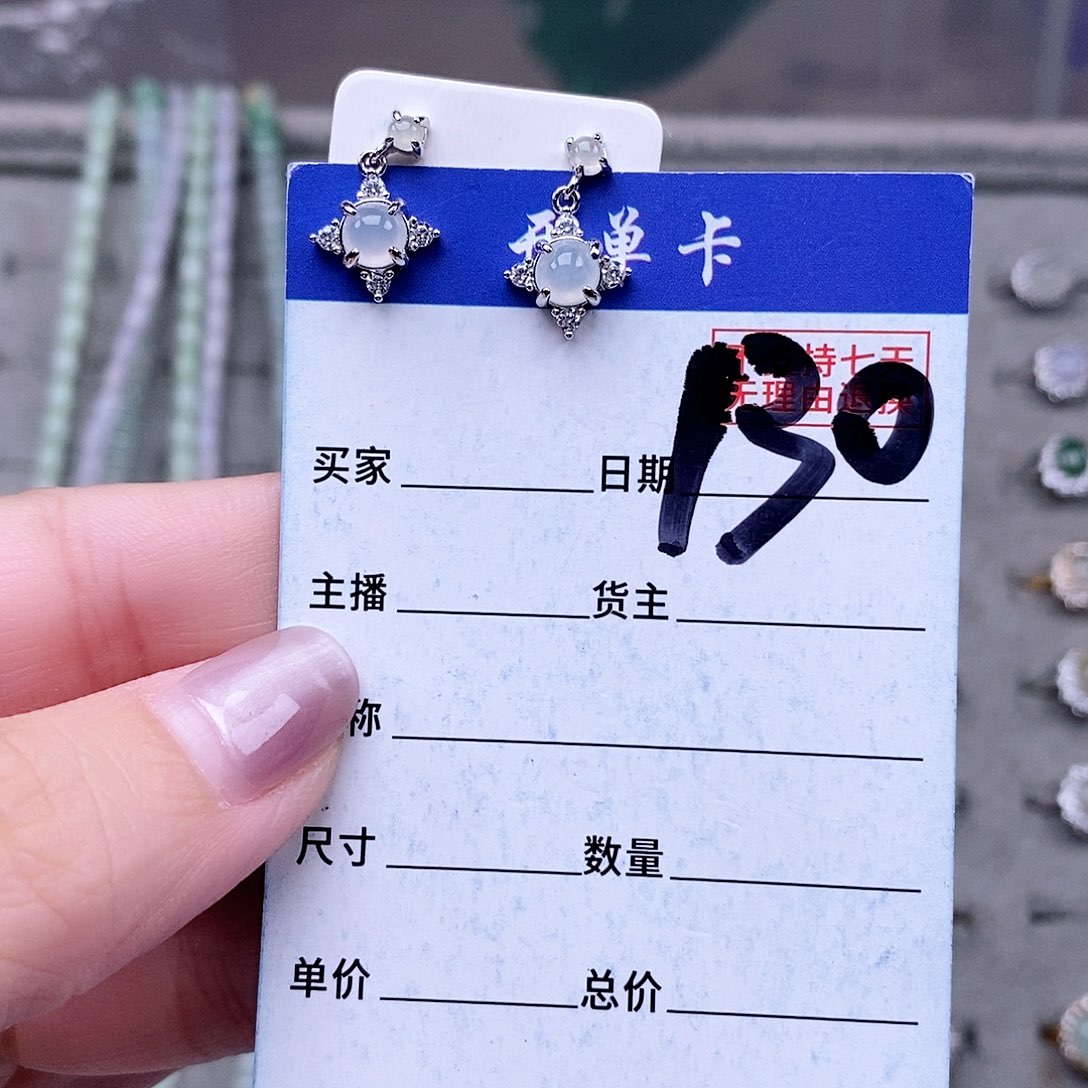 单卡
130
持七天
无理由退换
买家 日期
主播 货主
称
尺寸 数量
单价 总价